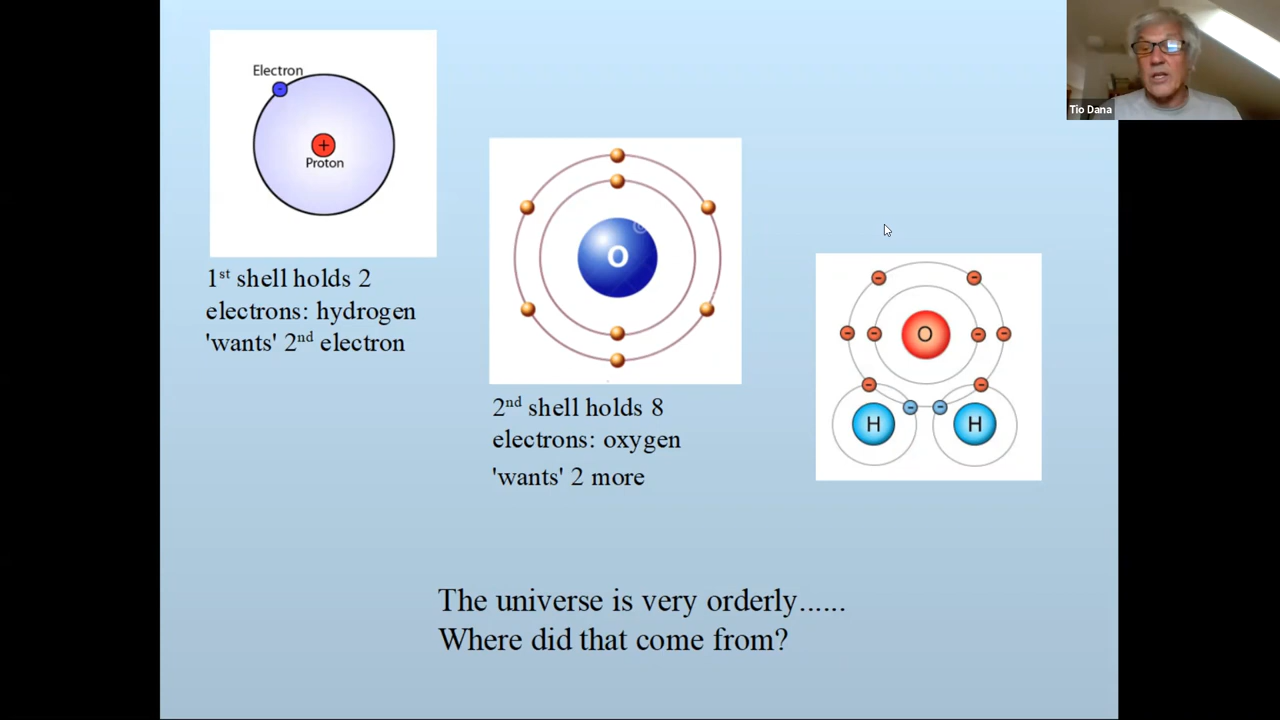 Electron
-
+
Proton
1st shell holds 2
electrons: hydrogen
'wants' 2nd electron
O
2nd shell holds 8
electrons: oxygen
'wants' 2 more
O
H
H
The universe is very orderly......
Where did that come from?
Tio Dana